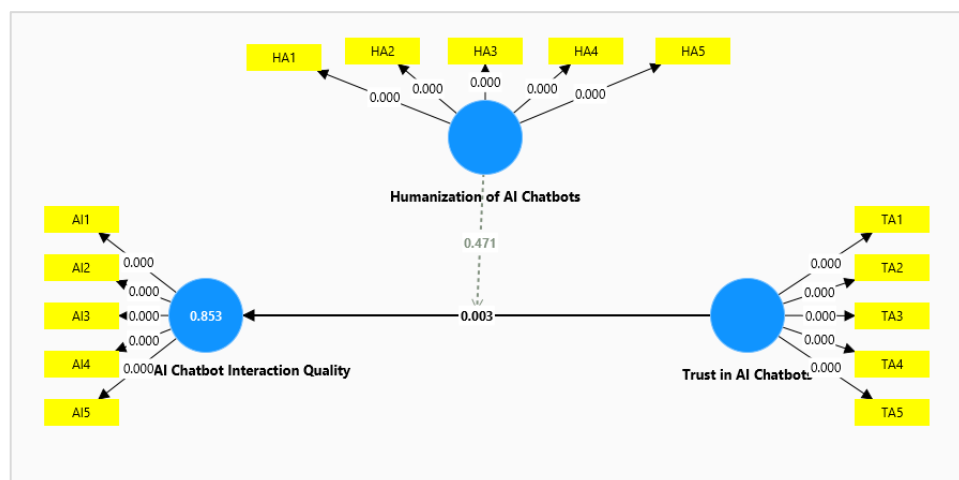 HA1
HA2
HA3
HA4
HA5
0.000
0.000
0.000
0.000
0.000
Humanization of AI Chatbots
0.471
AI1
AI2
AI3
AI4
AI5
0.000
0.000
0.000
0.000
0.000
0.853
AI Chatbot Interaction Quality
0.003
Trust in AI Chatbots
0.000
0.000
0.000
0.000
0.000
TA1
TA2
TA3
TA4
TA5